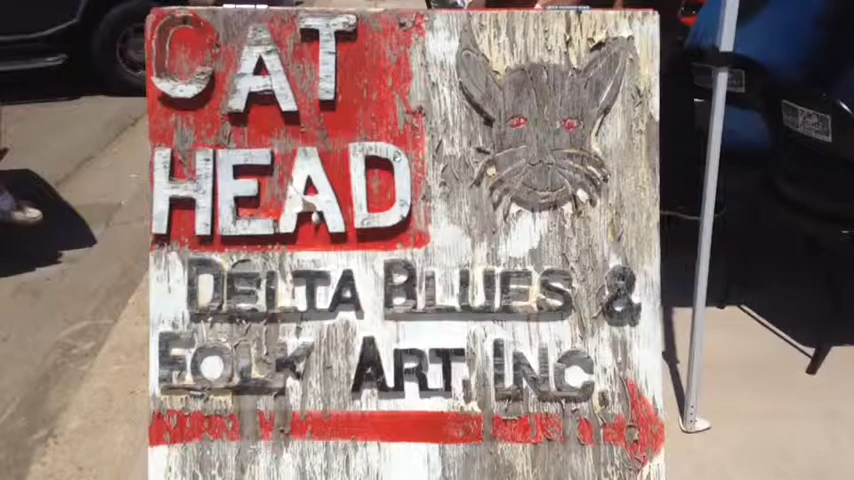 CAT
HEAD
DELTA BLUES &
FOLK ART INC